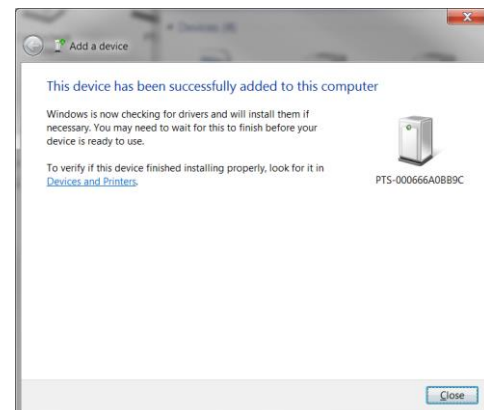 Devices (8)
Add a device
This device has been successfully added to this computer
Windows is now checking for drivers and will install them if
necessary. You may need to wait for this to finish before your
device is ready to use.
To verify if this device finished installing properly, look for it in
Devices and Printers.
PTS-000666A0BB9C
Close